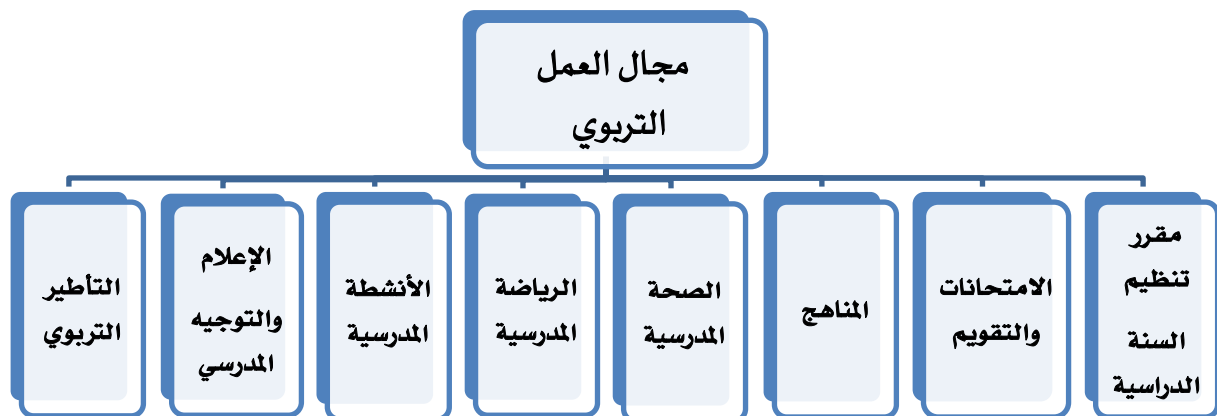 مجال العمل
التربوي
مقرر
تنظيم
السنة
الدراسية
الامتحانات
والتقويم
المناهج
الصحة
المدرسية
الرياضة
المدرسية
الأنشطة
المدرسية
الإعلام
والتوجيه
المدرسي
التأطير
التربوي